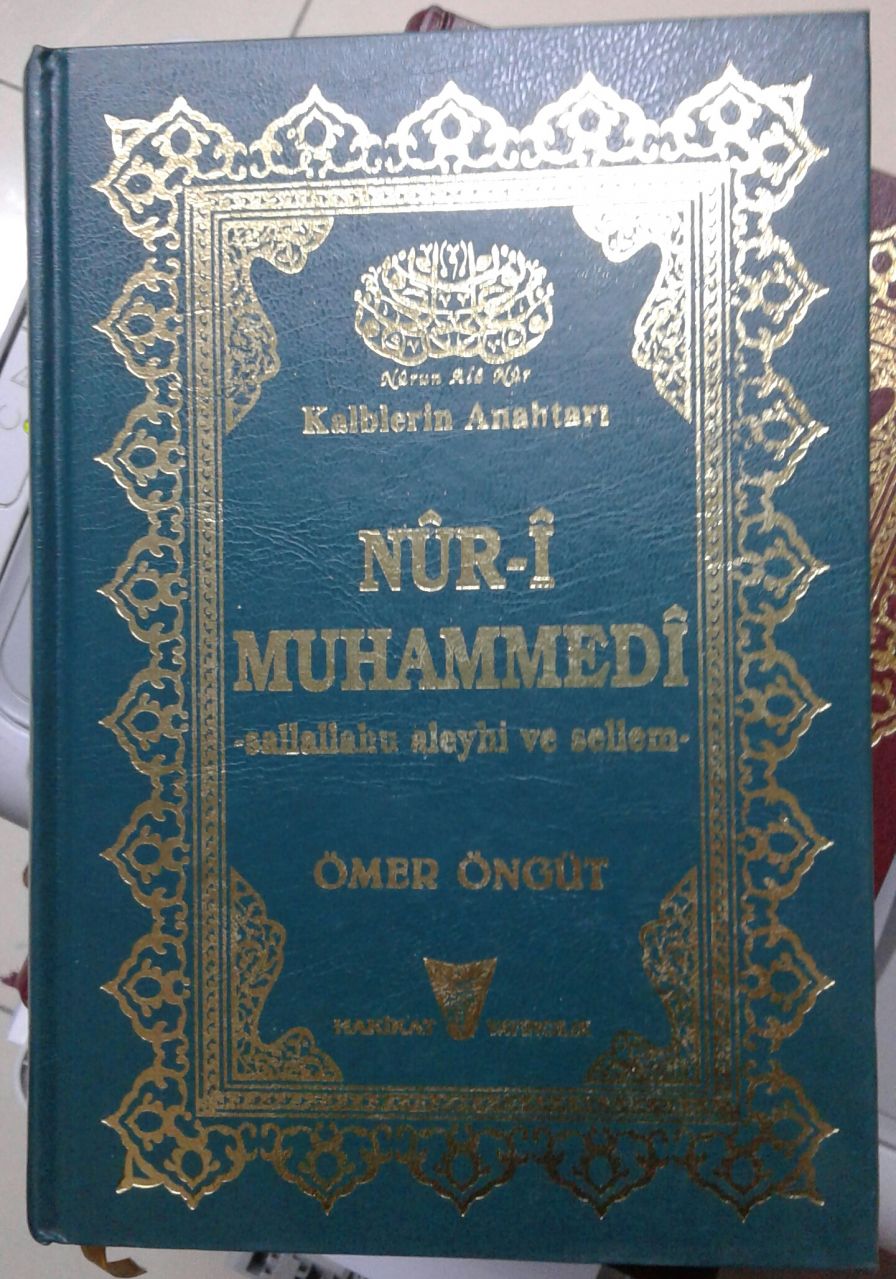 Nûrun Alâ Nûr
Kalblerin Anahtarı
NÛR-Î
MUHAMMEDÎ
-sallallahu aleyhi ve sellem-
ÖMER ÖNGÜT
HAKİKAT YAYINCILIK